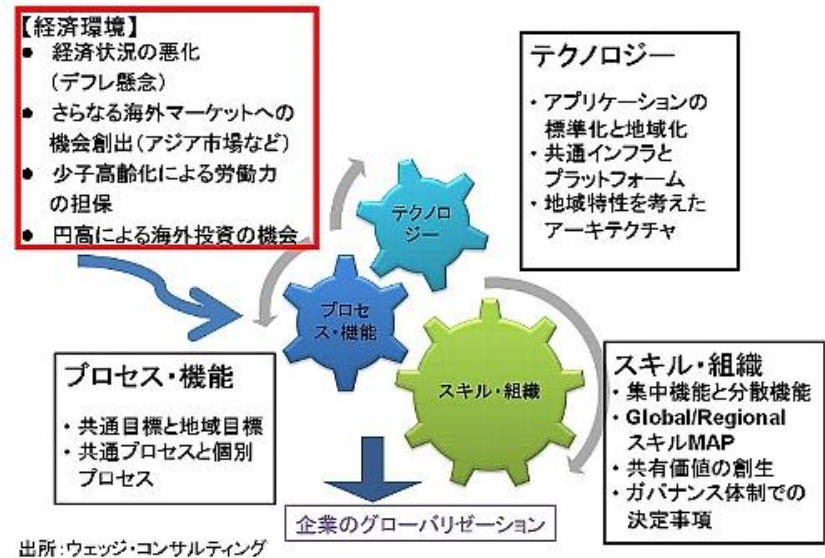 【経済環境】
● 経済状況の悪化
(デフレ懸念)
● さらなる海外マーケットへの
機会創出(アジア市場など)
● 少子高齢化による労働力
の担保
● 円高による海外投資の機会
テクノロジー
・アプリケーションの
標準化と地域化
・共通インフラと
プラットフォーム
・地域特性を考えた
アーキテクチャ
テクノロ
ジー
プロセ
ス・機能
スキル・組織
プロセス・機能
・共通目標と地域目標
・共通プロセスと個別
プロセス
スキル・組織
・集中機能と分散機能
・Global/Regional
スキルMAP
・共有価値の創生
・ガバナンス体制での
決定事項
企業のグローバリゼーション
出所:ウェッジ・コンサルティング